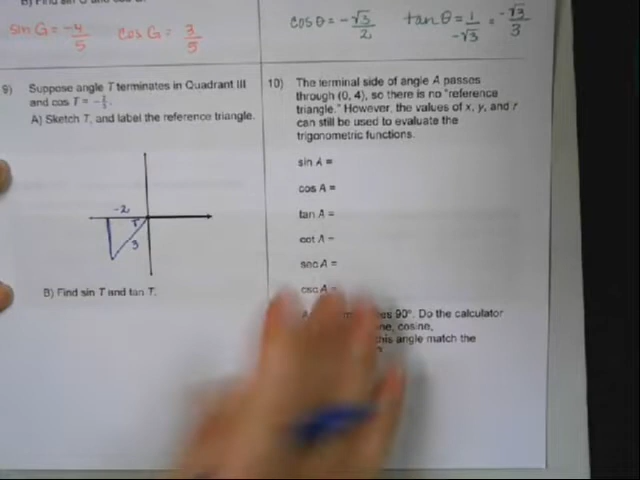 sin G = -4/5 cos G = 3/5
cos θ = -√3/2 tan θ = 1/-√3 = -√3/3
9) Suppose angle T terminates in Quadrant III
and cos T = -2/3.
A) Sketch T, and label the reference triangle.
-2
3
B) Find sin T and tan T.
10) The terminal side of angle A passes
through (0, 4), so there is no "reference
triangle." However, the values of x, y, and r
can still be used to evaluate the
trigonometric functions.
sin A =
cos A =
tan A =
cot A =
sec A =
csc A =
90°. Do the calculator
cosine,
this angle match the